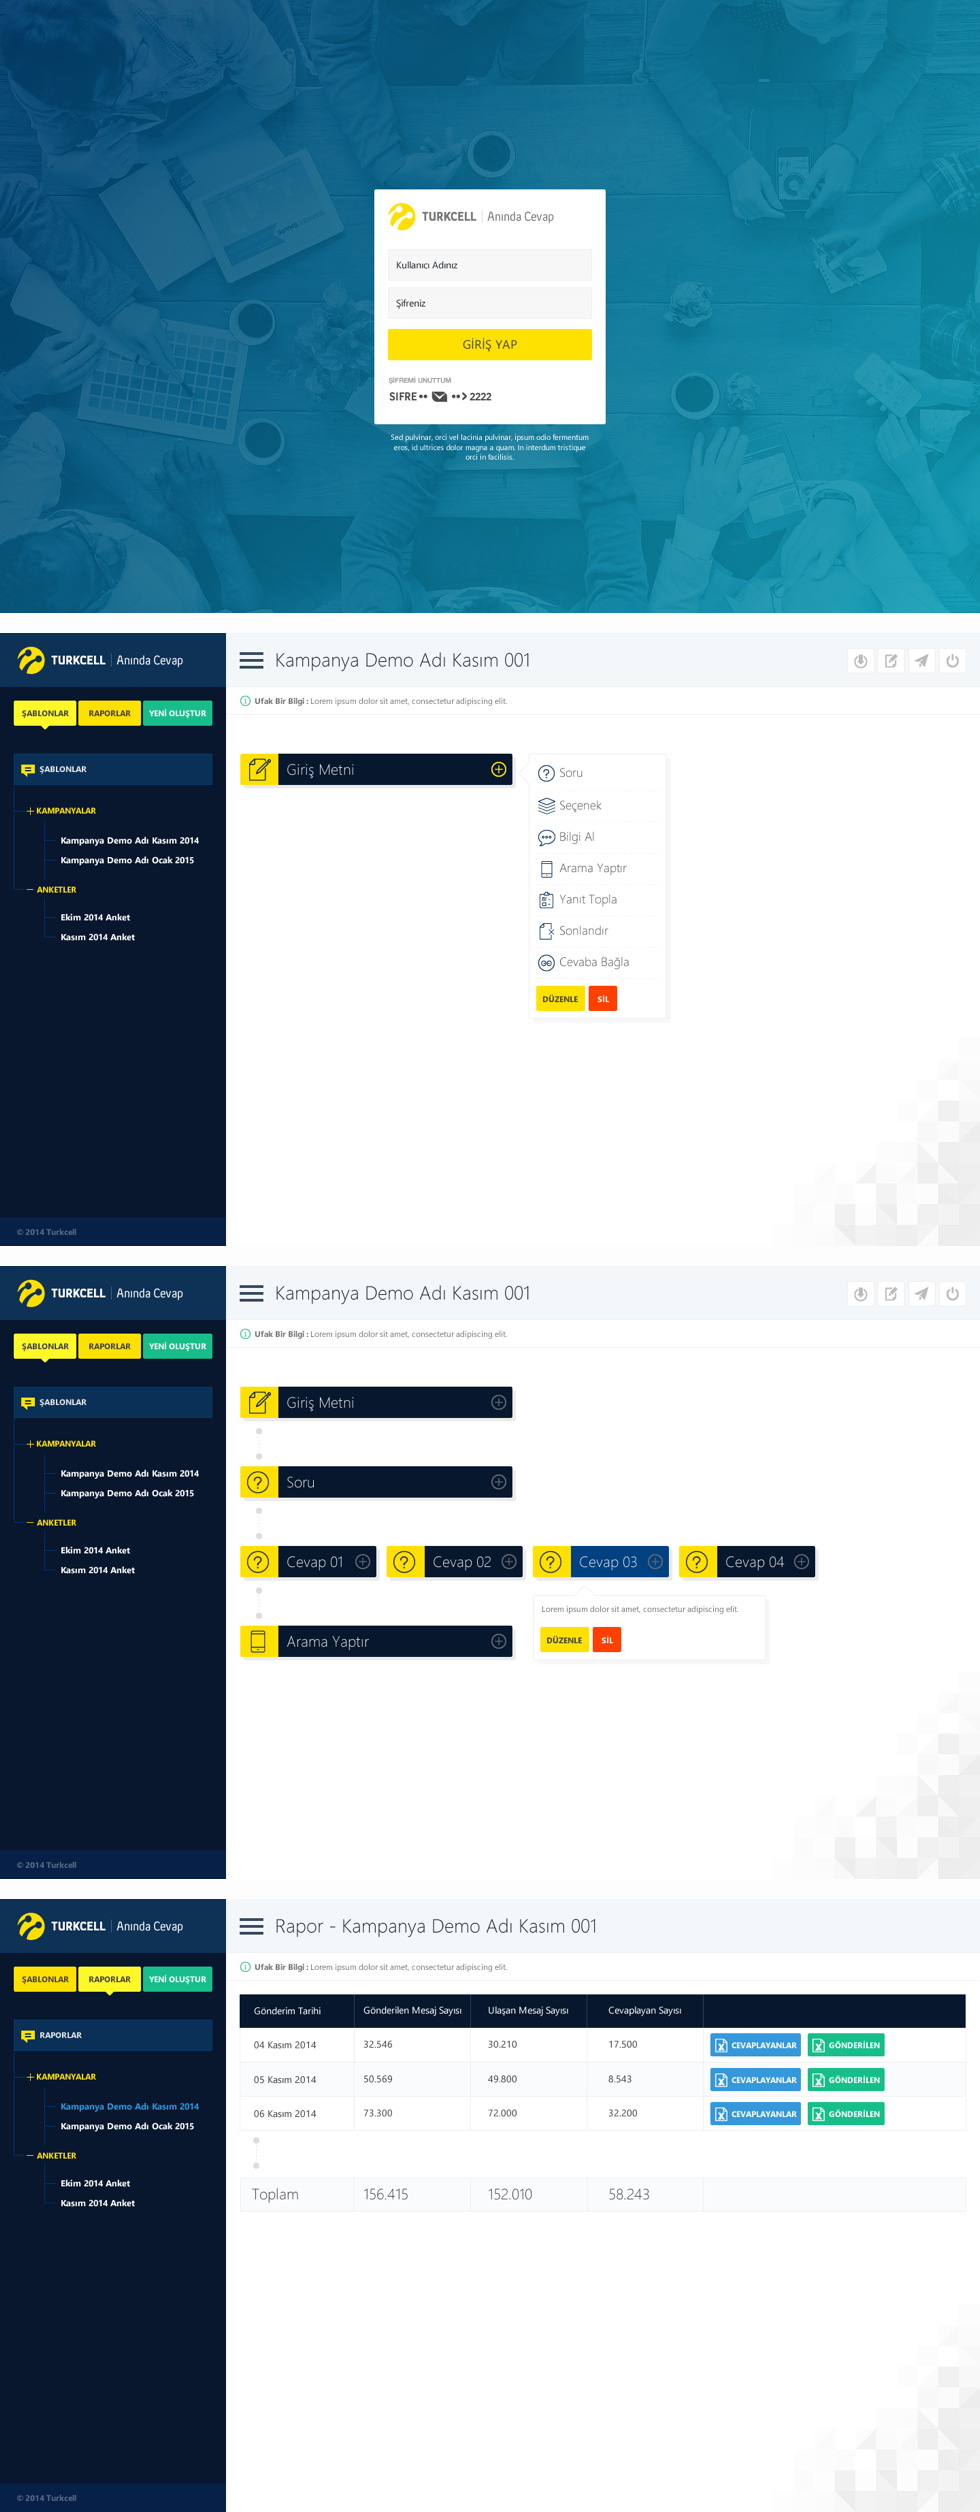 TURKCELL | Anında Cevap
Kullanıcı Adınız
Şifreniz
GİRİŞ YAP
ŞİFREMİ UNUTTUM
SIFRE 2222
Sed pulvinar, orci vel lacinia pulvinar, ipsum odio fermentum
eros, id ultrices dolor magna a quam. In interdum tristique
orci in facilisis.
TURKCELL | Anında Cevap
Kampanya Demo Adı Kasım 001
ŞABLONLAR RAPORLAR YENİ OLUŞTUR
Ufak Bir Bilgi : Lorem ipsum dolor sit amet, consectetur adipiscing elit.
ŞABLONLAR
KAMPANYALAR
Kampanya Demo Adı Kasım 2014
Kampanya Demo Adı Ocak 2015
ANKETLER
Ekim 2014 Anket
Kasım 2014 Anket
Giriş Metni
Soru
Seçenek
Bilgi Al
Arama Yaptır
Yanıt Topla
Sonlandır
Cevaba Bağla
DÜZENLE SİL
© 2014 Turkcell
TURKCELL | Anında Cevap
Kampanya Demo Adı Kasım 001
ŞABLONLAR RAPORLAR YENİ OLUŞTUR
Ufak Bir Bilgi : Lorem ipsum dolor sit amet, consectetur adipiscing elit.
ŞABLONLAR
KAMPANYALAR
Kampanya Demo Adı Kasım 2014
Kampanya Demo Adı Ocak 2015
ANKETLER
Ekim 2014 Anket
Kasım 2014 Anket
Giriş Metni
Soru
Cevap 01 Cevap 02 Cevap 03 Cevap 04
Lorem ipsum dolor sit amet, consectetur adipiscing elit.
DÜZENLE SİL
Arama Yaptır
© 2014 Turkcell
TURKCELL | Anında Cevap
Rapor - Kampanya Demo Adı Kasım 001
ŞABLONLAR RAPORLAR YENİ OLUŞTUR
Ufak Bir Bilgi : Lorem ipsum dolor sit amet, consectetur adipiscing elit.
RAPORLAR
KAMPANYALAR
Kampanya Demo Adı Kasım 2014
Kampanya Demo Adı Ocak 2015
ANKETLER
Ekim 2014 Anket
Kasım 2014 Anket
Gönderim Tarihi Gönderilen Mesaj Sayısı Ulaşan Mesaj Sayısı Cevaplayan Sayısı
04 Kasım 2014 32.546 30.210 17.500 CEVAPLAYANLAR GÖNDERİLEN
05 Kasım 2014 50.569 49.800 8.543 CEVAPLAYANLAR GÖNDERİLEN
06 Kasım 2014 73.300 72.000 32.200 CEVAPLAYANLAR GÖNDERİLEN
Toplam 156.415 152.010 58.243
© 2014 Turkcell